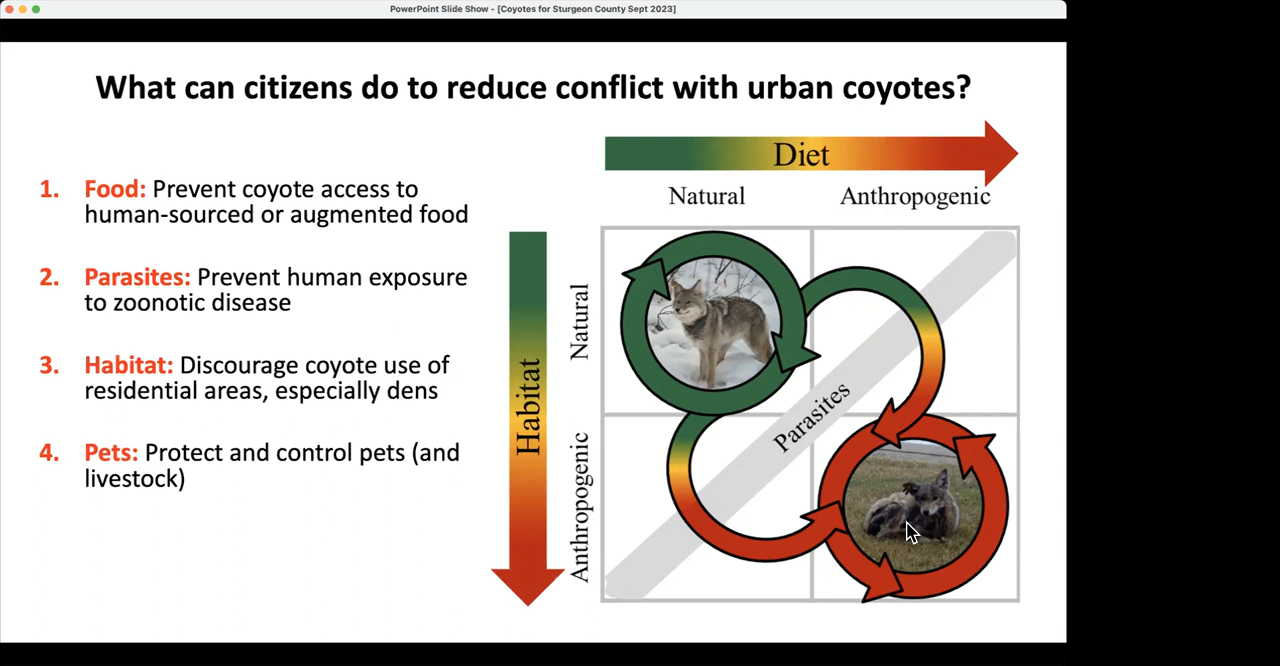 PowerPoint Slide Show - [Coyotes for Sturgeon County Sept 2023]
What can citizens do to reduce conflict with urban coyotes?
1. Food: Prevent coyote access to
human-sourced or augmented food
2. Parasites: Prevent human exposure
to zoonotic disease
3. Habitat: Discourage coyote use of
residential areas, especially dens
4. Pets: Protect and control pets (and
livestock)
Diet
Natural
Anthropogenic
Habitat
Natural
Anthropogenic
Parasites